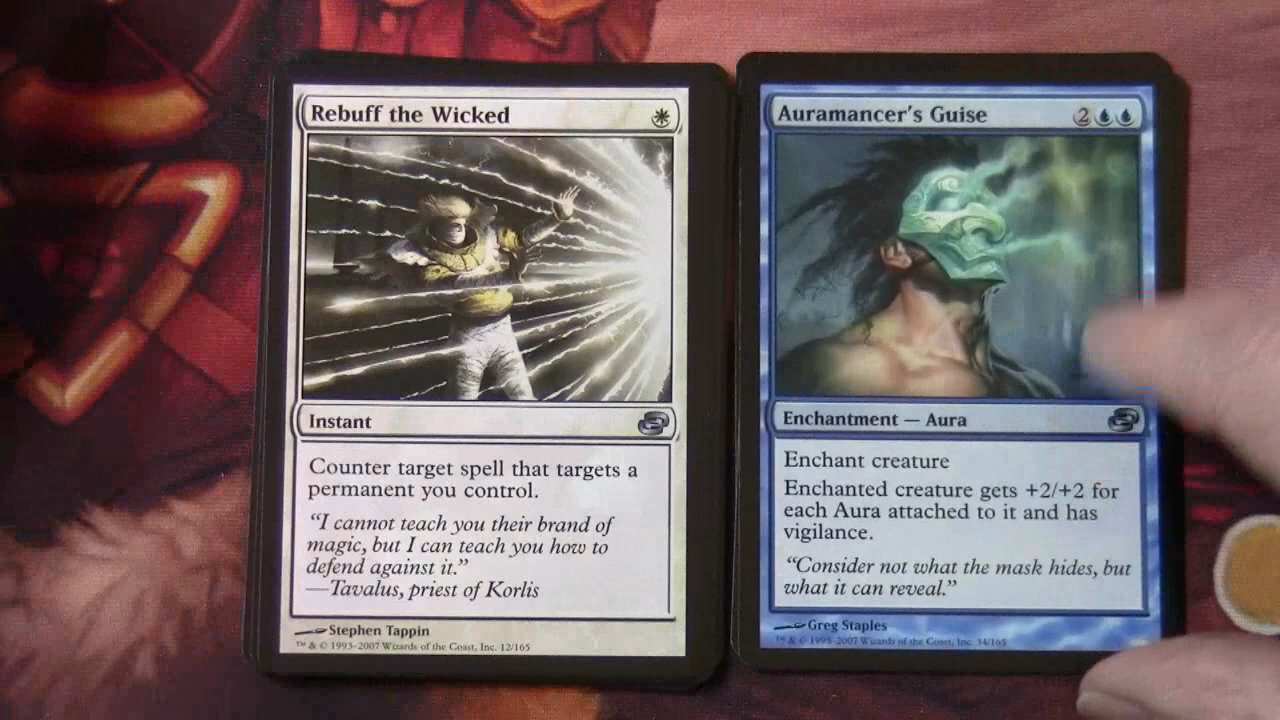 Rebuff the Wicked
Instant
Counter target spell that targets a
permanent you control.
“I cannot teach you their brand of
magic, but I can teach you how to
defend against it.”
—Tavalus, priest of Korlis
Stephen Tappin
™ & © 1993–2007 Wizards of the Coast, Inc. 12/165
Auramancer's Guise
2
Enchantment — Aura
Enchant creature
Enchanted creature gets +2/+2 for
each Aura attached to it and has
vigilance.
“Consider not what the mask hides, but
what it can reveal.”
Greg Staples
™ & © 1993–2007 Wizards of the Coast, Inc. 34/165